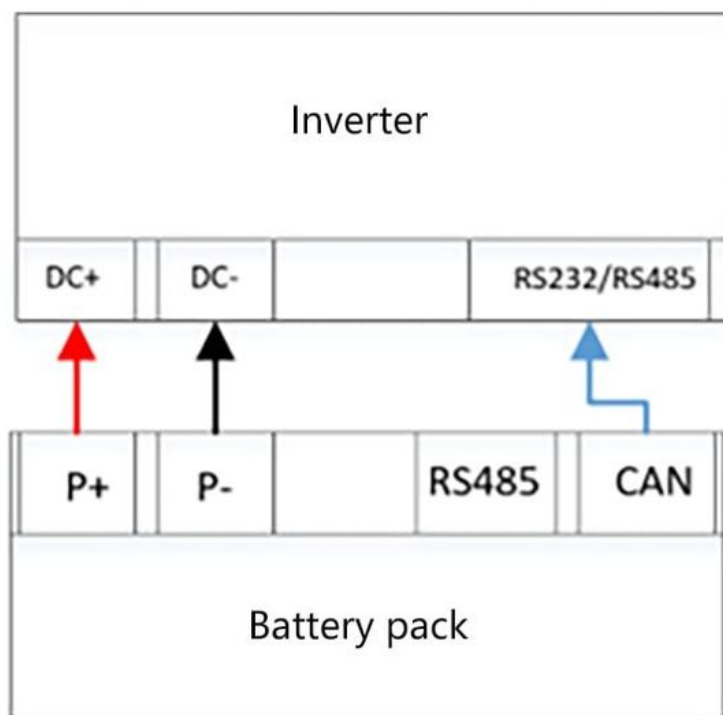 Inverter
DC+ DC- RS232/RS485
P+ P- RS485 CAN
Battery pack